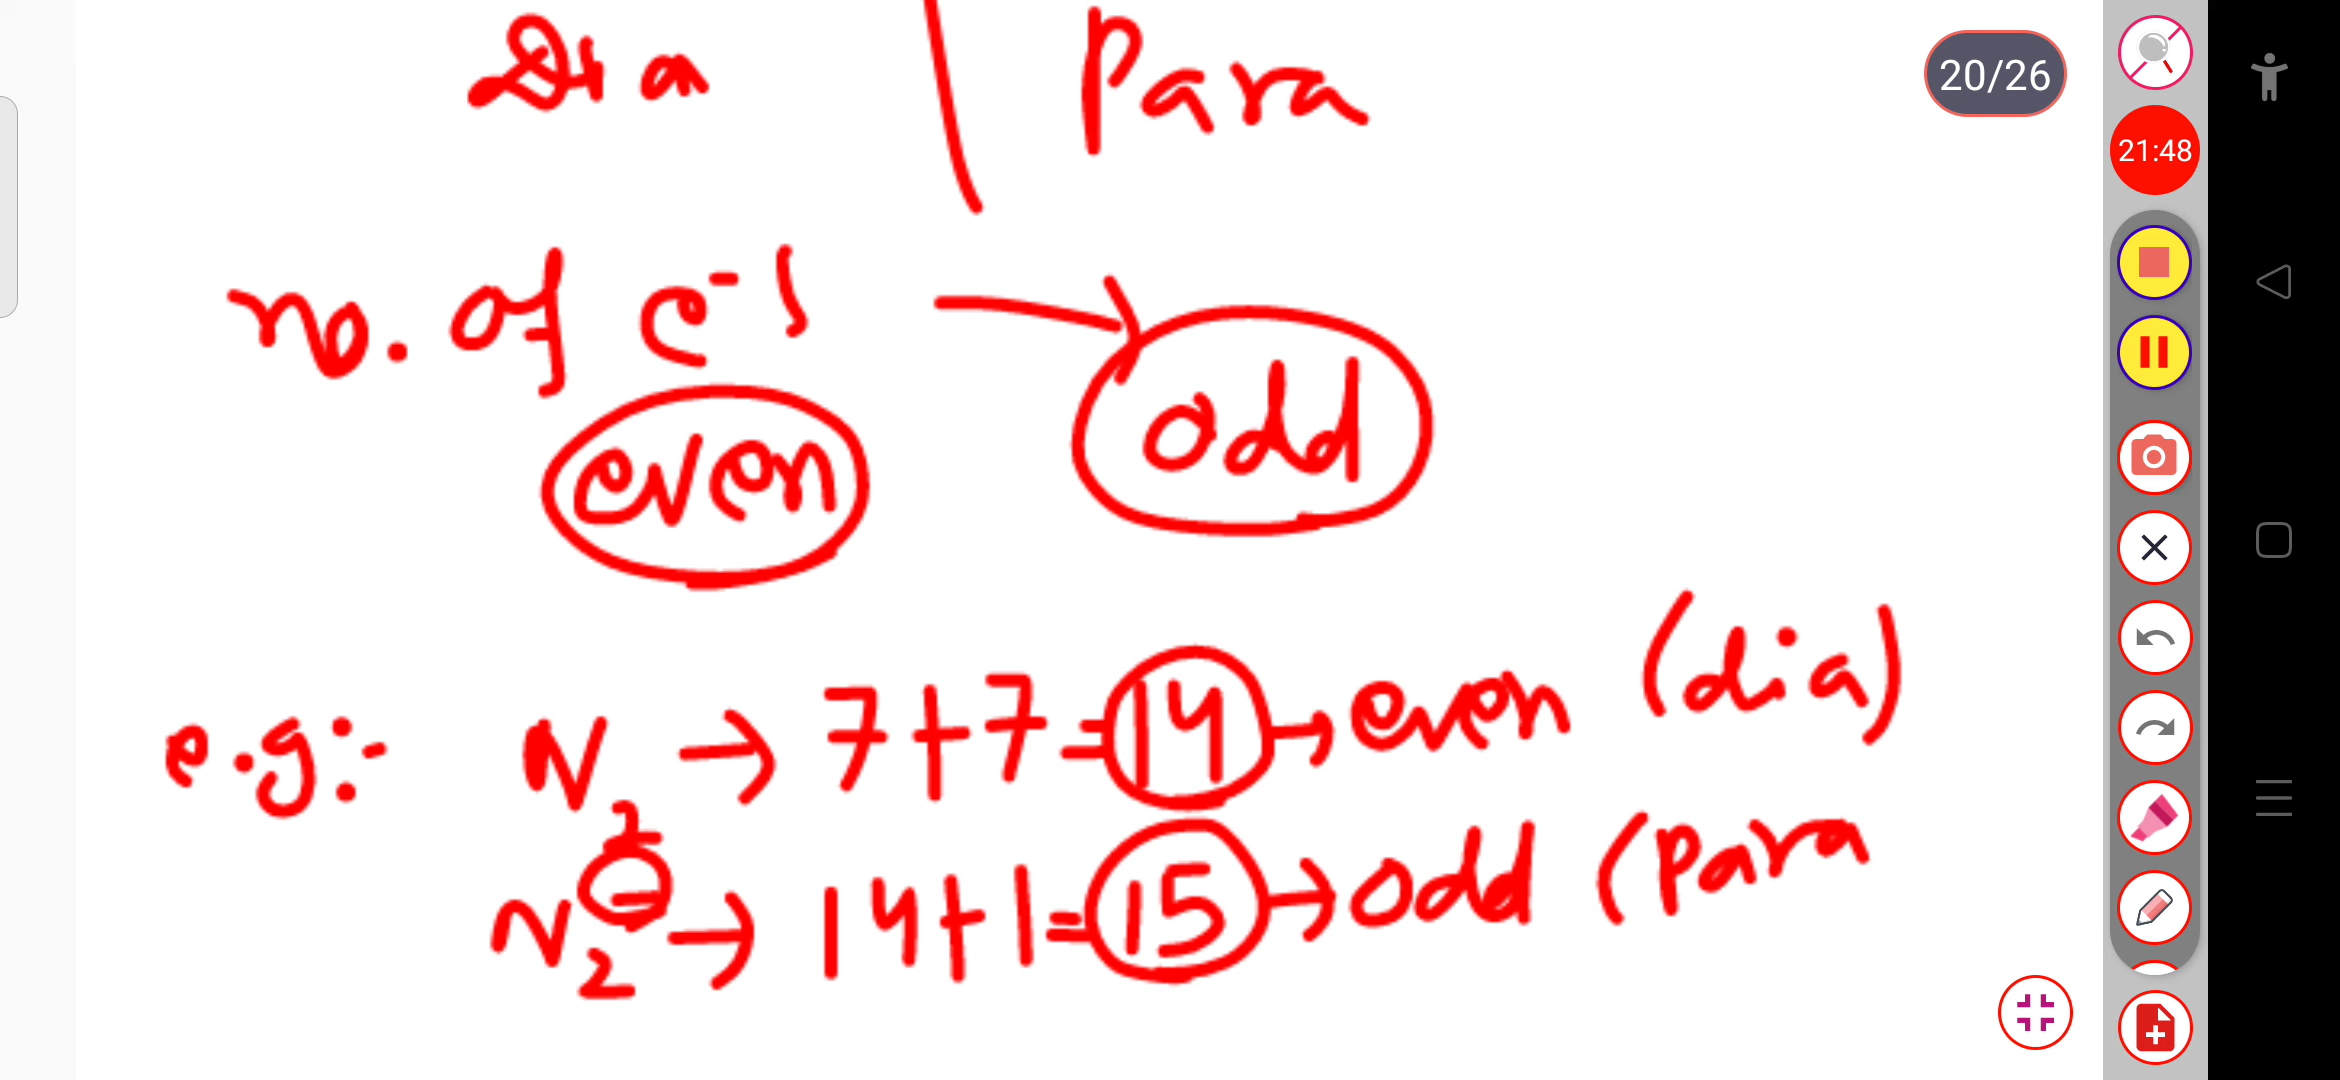 Dia | Para
20/26
21:48
no. of e⁻s → odd
even
e.g:- N₂ → 7+7=14→even (dia)
N₂⊖ → 14+1=15→odd (para